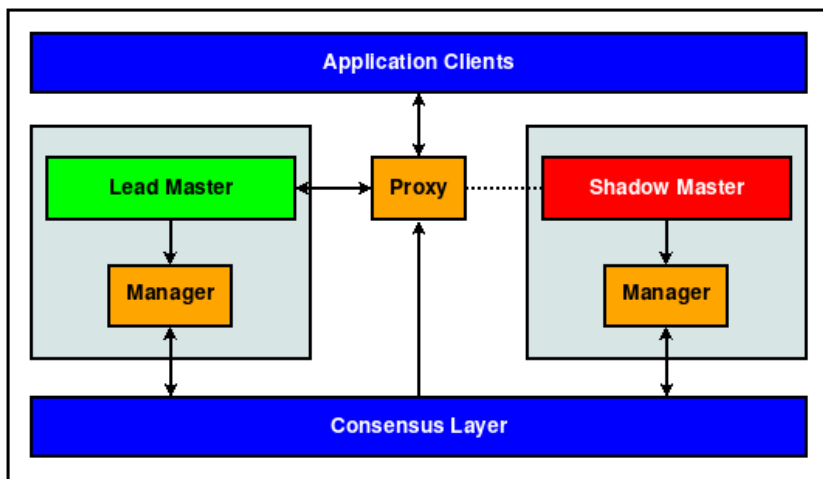 Application Clients
Lead Master
Proxy
Shadow Master
Manager
Manager
Consensus Layer